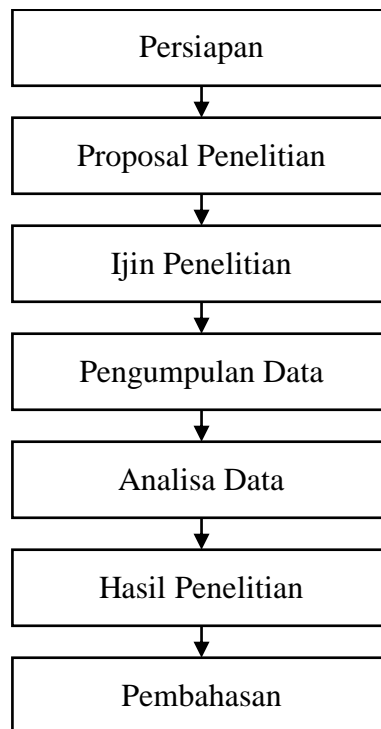 Persiapan
Proposal Penelitian
Ijin Penelitian
Pengumpulan Data
Analisa Data
Hasil Penelitian
Pembahasan